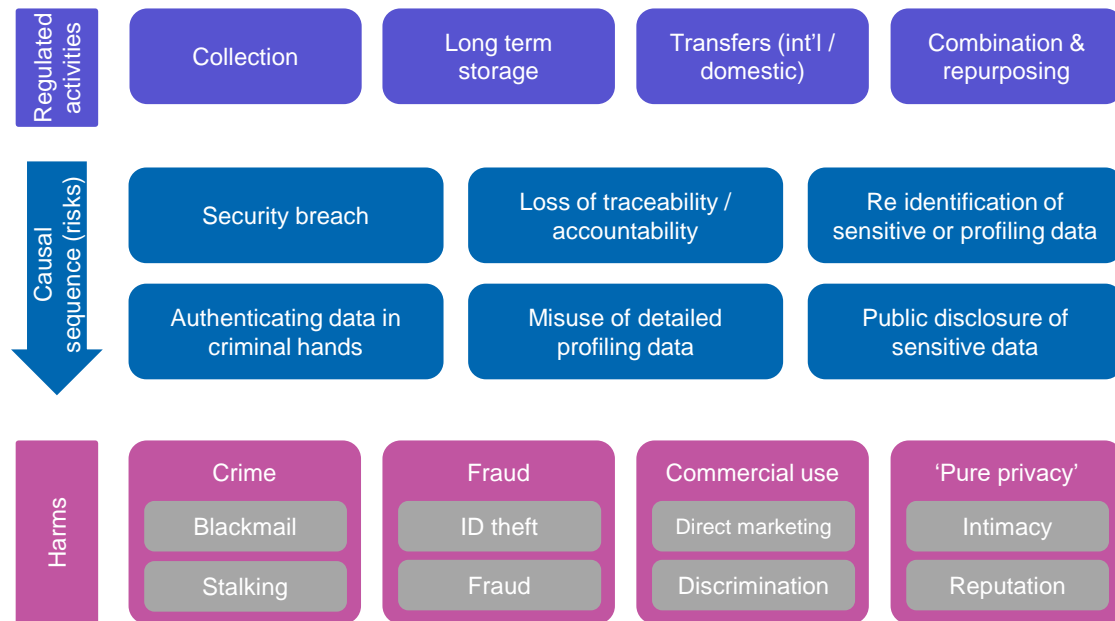 Regulated
activities
Collection
Long term
storage
Transfers (int’l /
domestic)
Combination &
repurposing
Causal
sequence (risks)
Security breach
Loss of traceability /
accountability
Re identification of
sensitive or profiling data
Authenticating data in
criminal hands
Misuse of detailed
profiling data
Public disclosure of
sensitive data
Harms
Crime
Blackmail
Stalking
Fraud
ID theft
Fraud
Commercial use
Direct marketing
Discrimination
‘Pure privacy’
Intimacy
Reputation